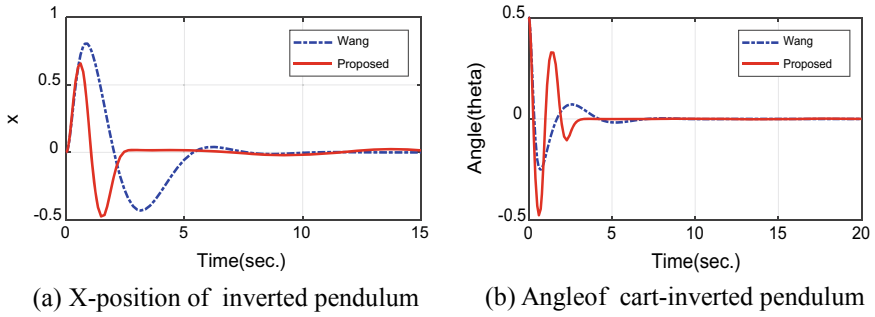 1
0.5
0
-0.5
x
Wang
Proposed
0 5 10 15
Time(sec.)
(a) X-position of inverted pendulum
0.5
0
-0.5
Angle(theta)
Wang
Proposed
0 5 10 15 20
Time(sec.)
(b) Angleof cart-inverted pendulum